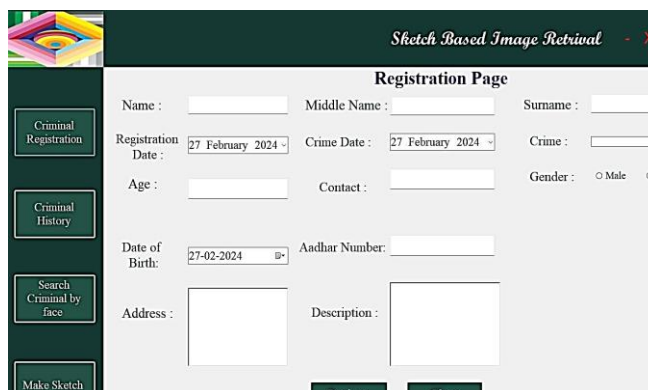 Sketch Based Image Retrival -
Registration Page
Name : Middle Name : Surname :
Registration Date : 27 February 2024 Crime Date : 27 February 2024 Crime :
Age : Contact : Gender : Male
Date of Birth: 27-02-2024 Aadhar Number:
Address : Description :
Criminal
Registration
Criminal
History
Search
Criminal by
face
Make Sketch